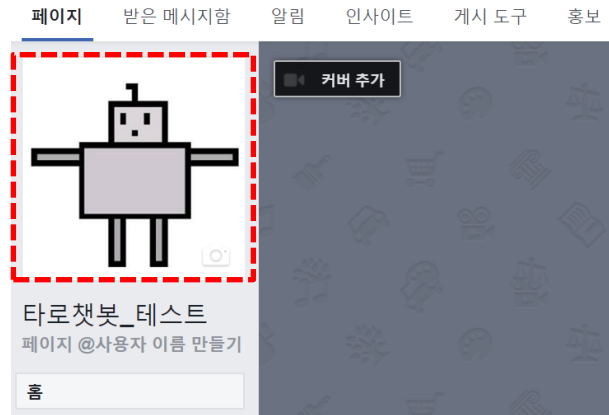 페이지 받은 메시지함 알림 인사이트 게시 도구 홍보
커버 추가
타로챗봇_테스트
페이지 @사용자 이름 만들기
홈